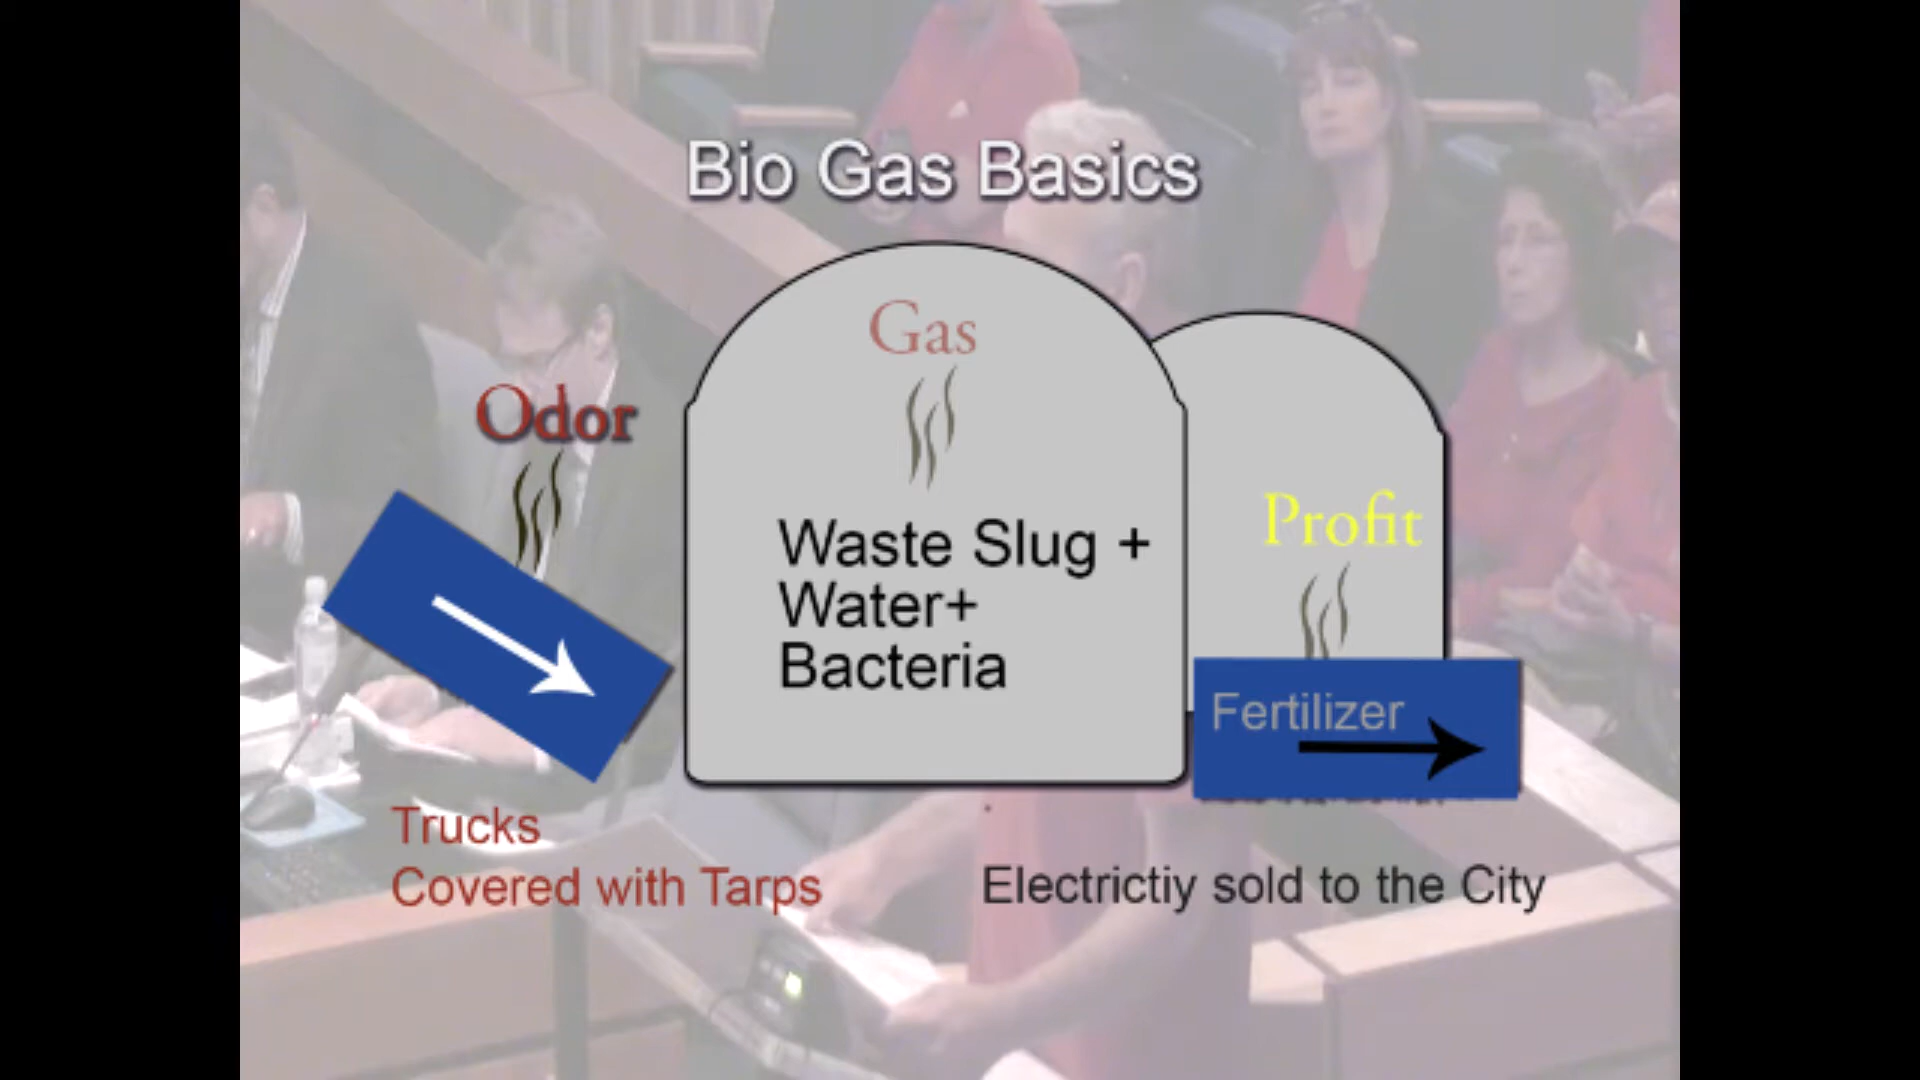 Bio Gas Basics
Gas
Odor
Profit
Waste Slug +
Water+
Bacteria
Fertilizer
Trucks
Covered with Tarps
Electrictiy sold to the City